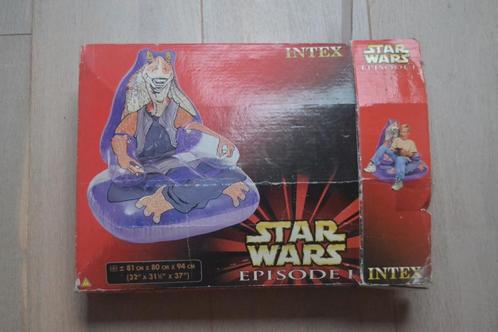 INTEX
STAR
WARS
EPISODE I
± 81 CM x 80 CM x 94 CM
(32" x 31½" x 37")
STAR
WARS
EPISODE I
INTEX